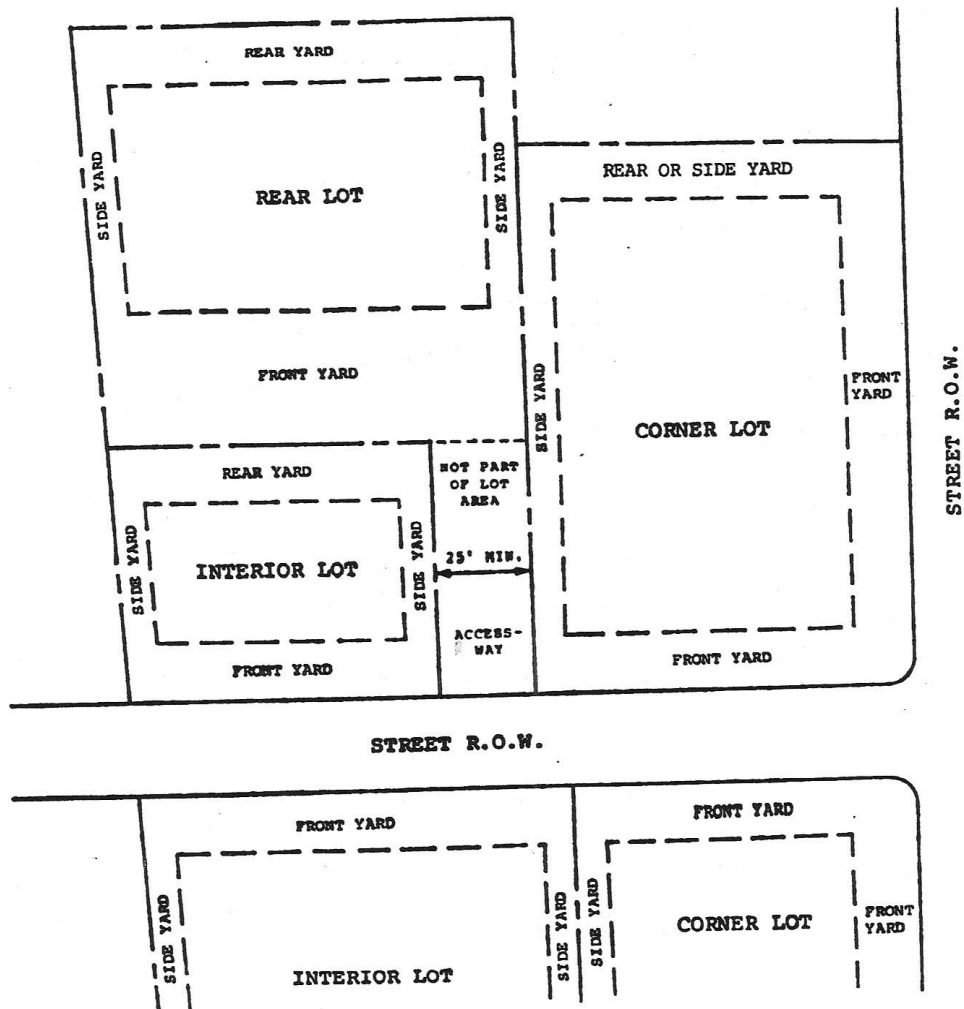 REAR YARD
SIDE YARD
REAR LOT
SIDE YARD
REAR OR SIDE YARD
FRONT YARD
SIDE YARD
CORNER LOT
FRONT
YARD
STREET R.O.W.
REAR YARD
NOT PART
OF LOT
AREA
SIDE YARD
INTERIOR LOT
SIDE YARD
25' MIN.
ACCESS-
WAY
FRONT YARD
FRONT YARD
STREET R.O.W.
FRONT YARD
FRONT YARD
SIDE YARD
INTERIOR LOT
SIDE YARD
SIDE YARD
CORNER LOT
FRONT
YARD